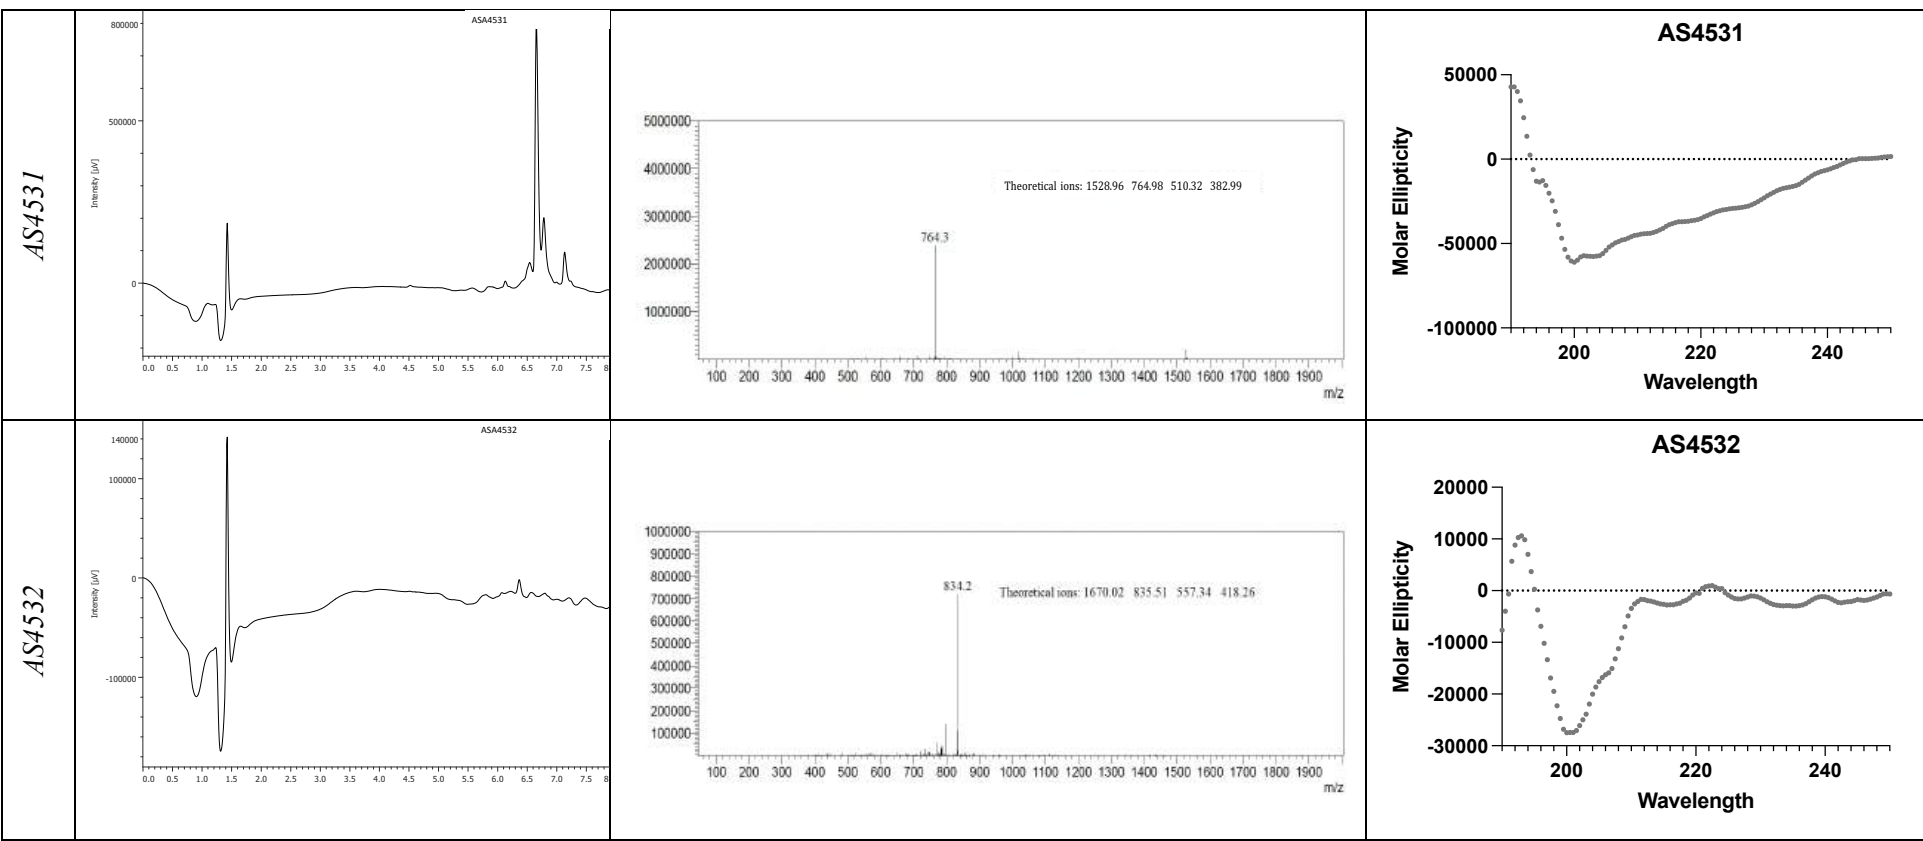 AS4531
ASA4531
800000
500000
0
Intensity [µV]
0.0 0.5 1.0 1.5 2.0 2.5 3.0 3.5 4.0 4.5 5.0 5.5 6.0 6.5 7.0 7.5 8
5000000
4000000
3000000
2000000
1000000
764.3
Theoretical ions: 1528.96 764.98 510.32 382.99
100 200 300 400 500 600 700 800 900 1000 1100 1200 1300 1400 1500 1600 1700 1800 1900
m/z
AS4531
50000
0
-50000
-100000
Molar Ellipticity
200 220 240
Wavelength
AS4532
ASA4532
140000
100000
0
-100000
Intensity [µV]
0.0 0.5 1.0 1.5 2.0 2.5 3.0 3.5 4.0 4.5 5.0 5.5 6.0 6.5 7.0 7.5 8
1000000
900000
800000
700000
600000
500000
400000
300000
200000
100000
834.2
Theoretical ions: 1670.02 835.51 557.34 418.26
100 200 300 400 500 600 700 800 900 1000 1100 1200 1300 1400 1500 1600 1700 1800 1900
m/z
AS4532
20000
10000
0
-10000
-20000
-30000
Molar Ellipticity
200 220 240
Wavelength